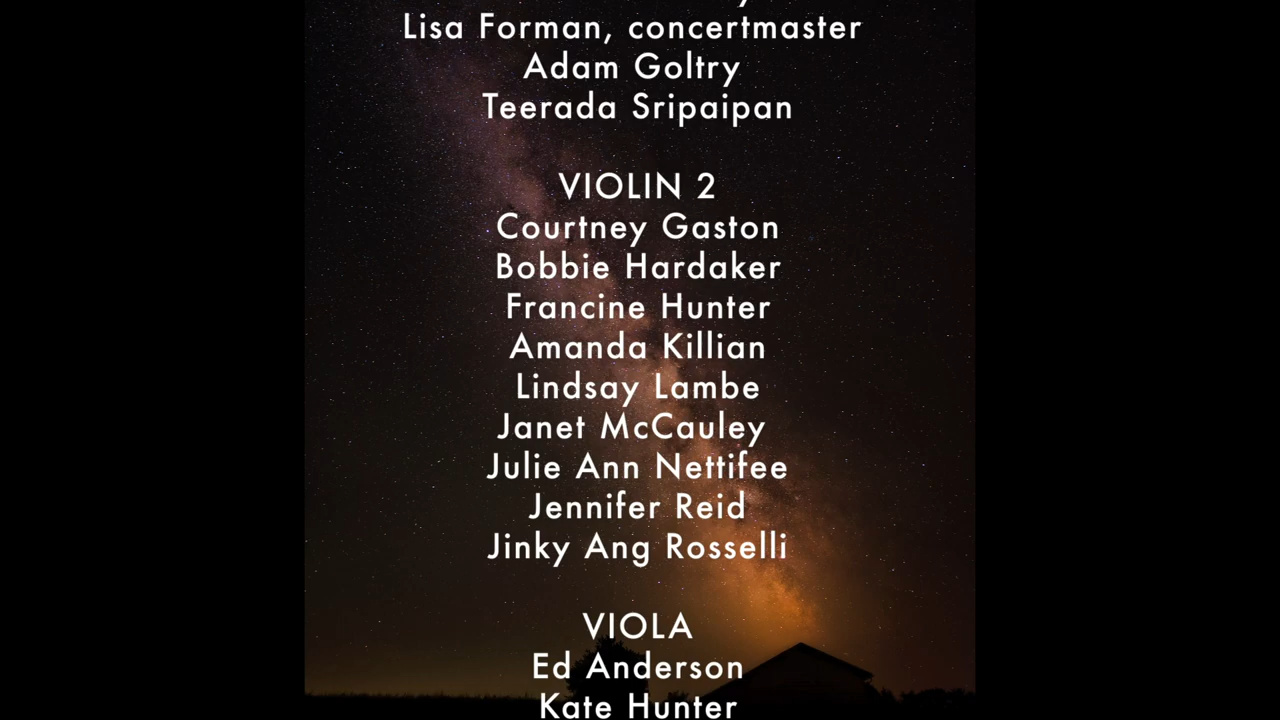 Lisa Forman, concertmaster
Adam Goltry
Teerada Sripaipan
VIOLIN 2
Courtney Gaston
Bobbie Hardaker
Francine Hunter
Amanda Killian
Lindsay Lambe
Janet McCauley
Julie Ann Nettifee
Jennifer Reid
Jinky Ang Rosselli
VIOLA
Ed Anderson
Kate Hunter